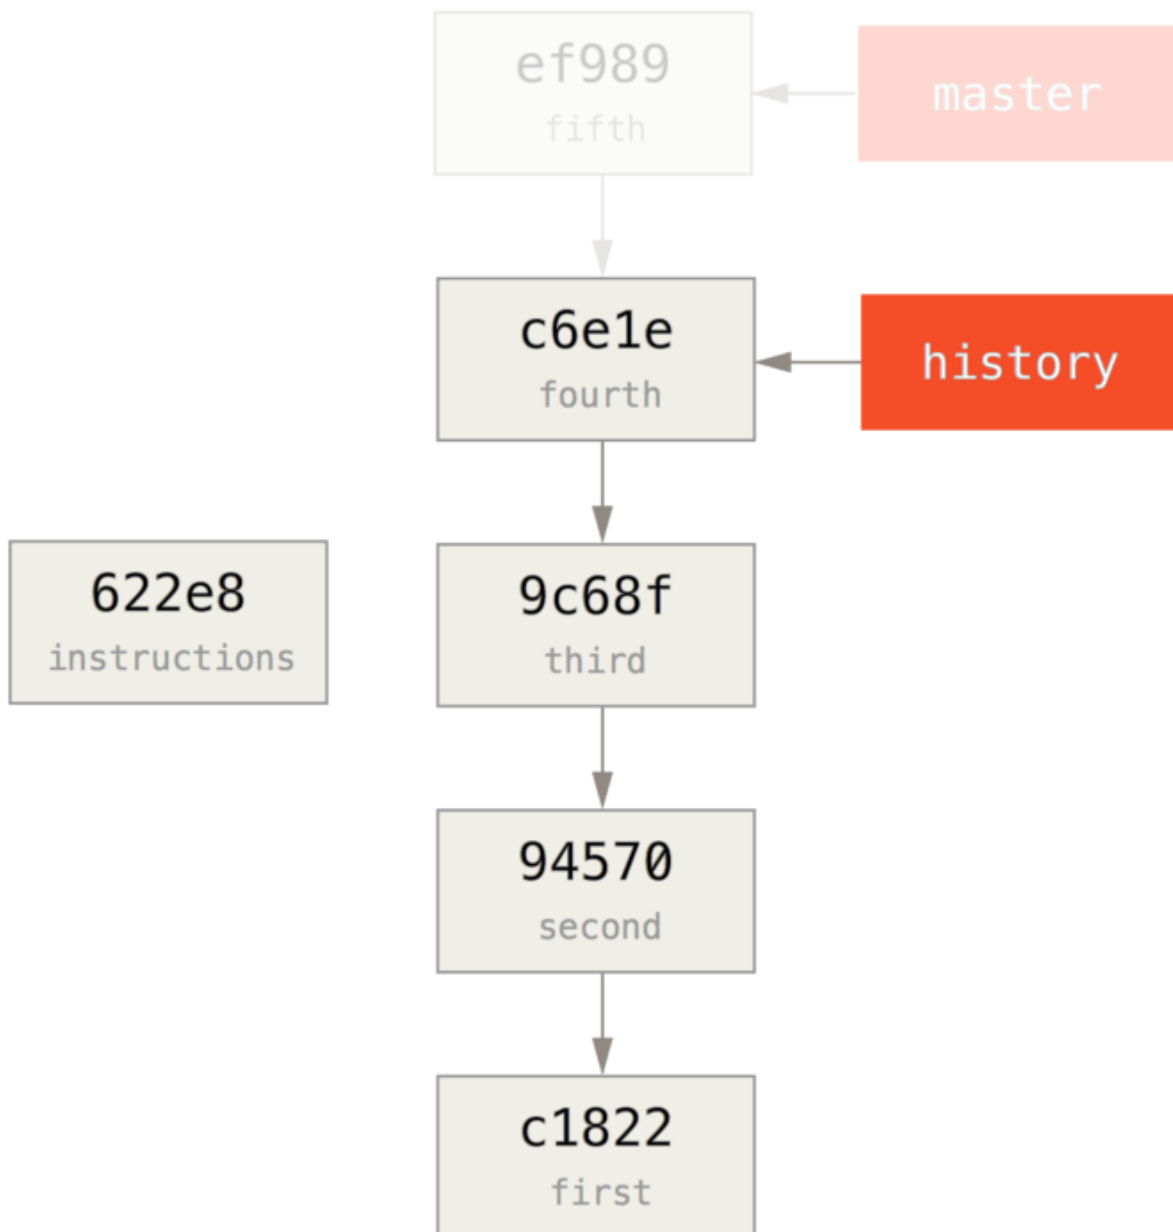 ef989
fifth
master
c6e1e
fourth
history
622e8
instructions
9c68f
third
94570
second
c1822
first